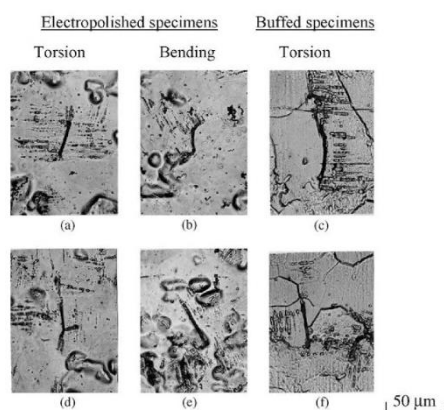 Electropolished specimens Buffed specimens
Torsion Bending Torsion
(a) (b) (c)
(d) (e) (f)
50 μm